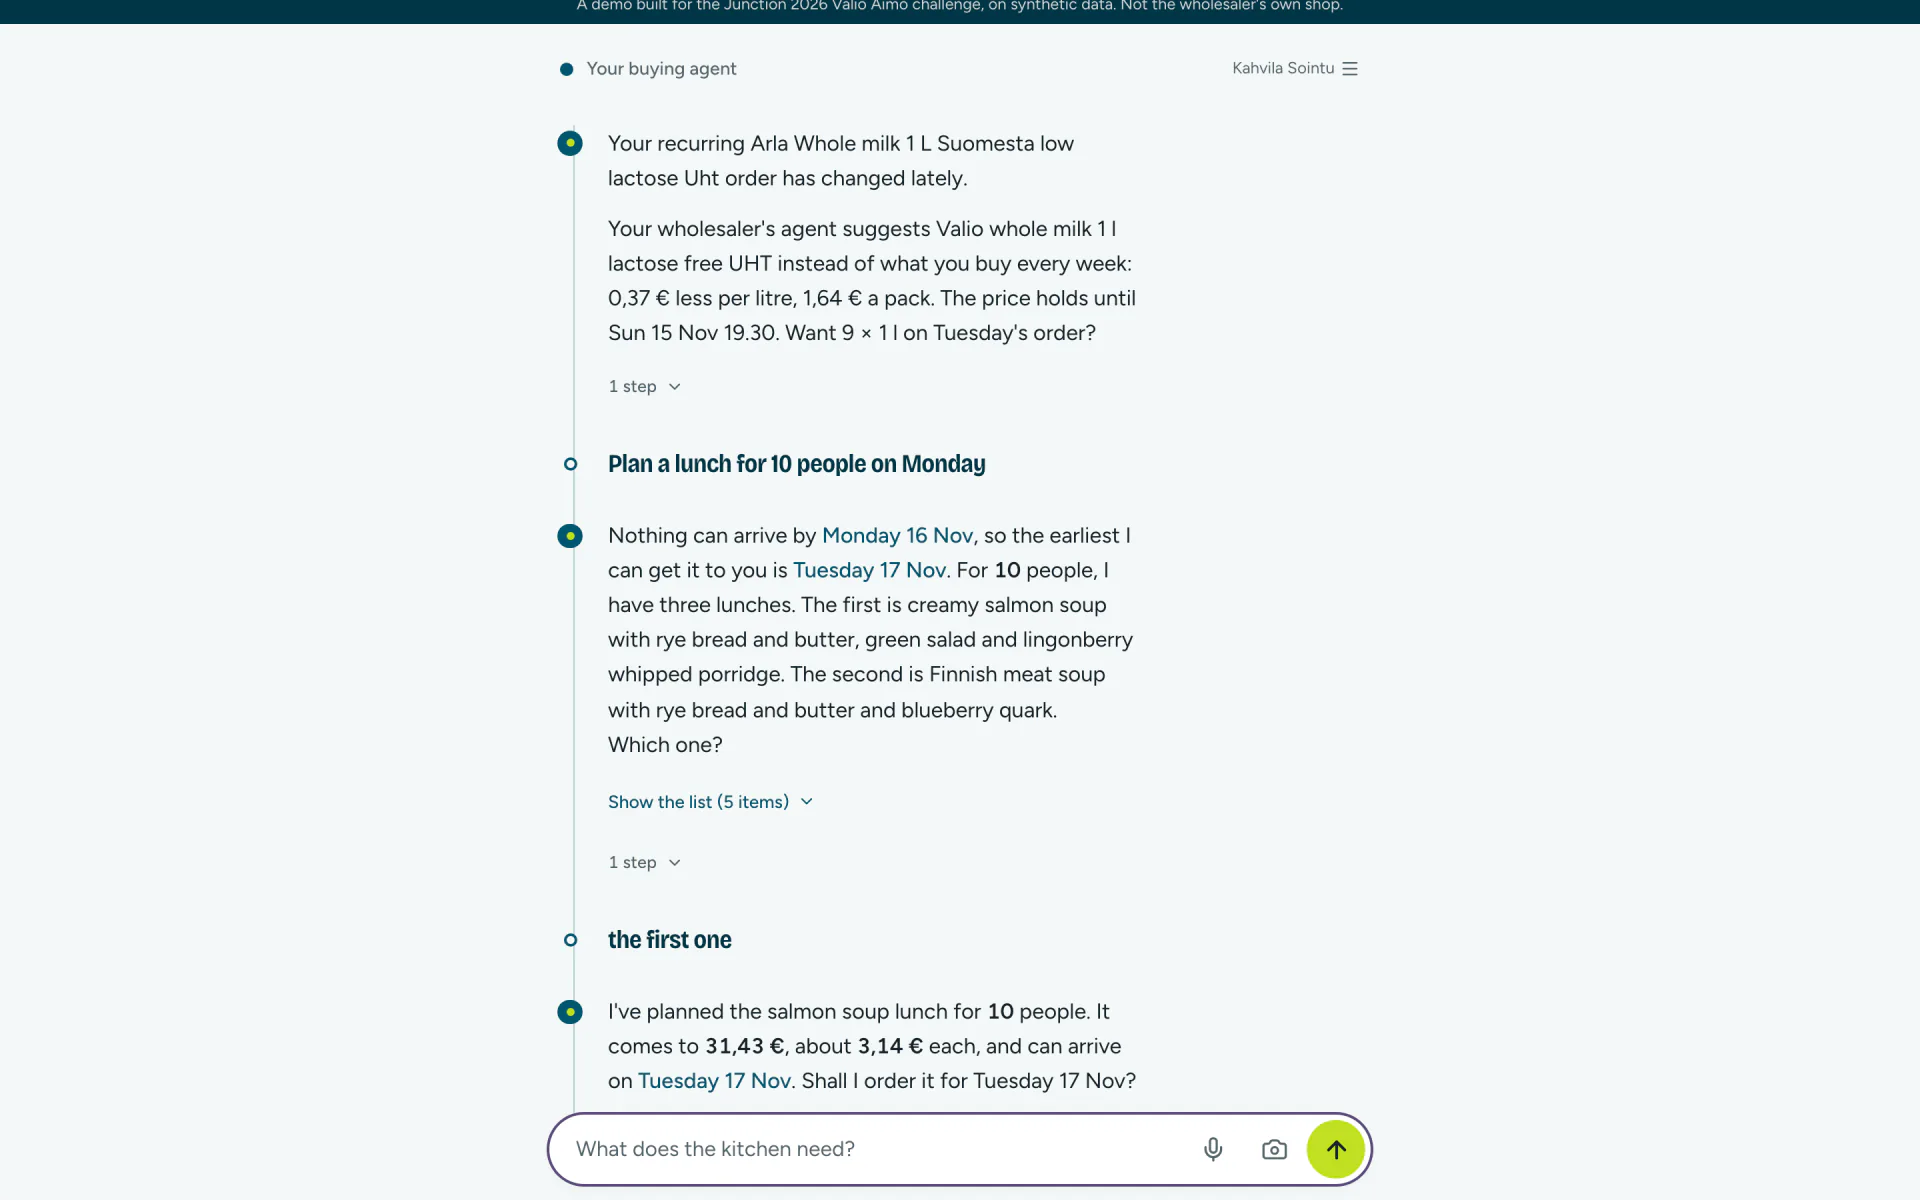 A demo built for the Junction 2026 Valio Aimo challenge, on synthetic data. Not the wholesaler's own shop.
Your buying agent
Kahvila Sointu
Your recurring Arla Whole milk 1 L Suomesta low
lactose Uht order has changed lately.
Your wholesaler's agent suggests Valio whole milk 1 l
lactose free UHT instead of what you buy every week:
0,37 € less per litre, 1,64 € a pack. The price holds until
Sun 15 Nov 19.30. Want 9 × 1 l on Tuesday's order?
1 step
Plan a lunch for 10 people on Monday
Nothing can arrive by Monday 16 Nov, so the earliest I
can get it to you is Tuesday 17 Nov. For 10 people, I
have three lunches. The first is creamy salmon soup
with rye bread and butter, green salad and lingonberry
whipped porridge. The second is Finnish meat soup
with rye bread and butter and blueberry quark.
Which one?
Show the list (5 items)
1 step
the first one
I've planned the salmon soup lunch for 10 people. It
comes to 31,43 €, about 3,14 € each, and can arrive
on Tuesday 17 Nov. Shall I order it for Tuesday 17 Nov?
What does the kitchen need?